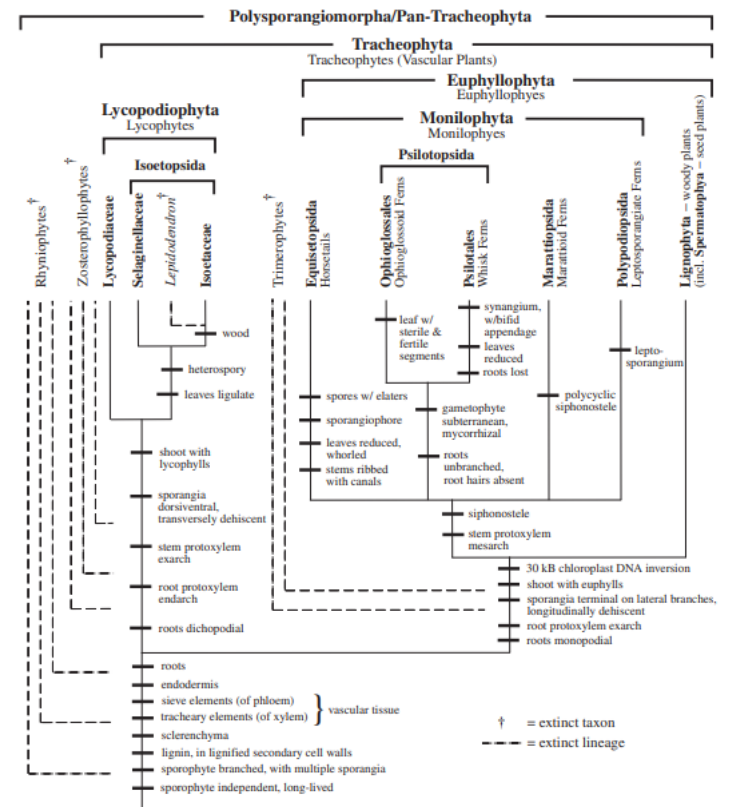 Polysporangiomorpha/Pan-Tracheophyta
Tracheophyta
Tracheophytes (Vascular Plants)
Euphyllophyta
Euphyllophyes
Lycopodiophyta
Lycophytes
Monilophyta
Monilophyes
Isoetopsida
Psilotopsida
Rhyniophytes†
Zosterophyllophytes†
Lycopodiaceae
Selaginellaceae
Lepidodendron†
Isoetaceae
Trimerophytes†
Equisetopsida
Horsetails
Ophioglossales
Ophioglossoid Ferns
Psilotales
Whisk Ferns
Marattiopsida
Marattioid Ferns
Polypodiopsida
Leptosporangiate Ferns
Lignophyta – woody plants
(incl. Spermatophya – seed plants)
wood
heterospory
leaves ligulate
shoot with
lycophylls
sporangia
dorsiventral,
transversely dehiscent
stem protoxylem
exarch
root protoxylem
endarch
roots dichopodial
leaf w/
sterile &
fertile
segments
synangium,
w/bifid
appendage
leaves
reduced
roots lost
lepto-
sporangium
spores w/ elaters
sporangiophore
leaves reduced,
whorled
stems ribbed
with canals
gametophyte
subterranean,
mycorrhizal
roots
unbranched,
root hairs absent
polycyclic
siphonostele
siphonostele
stem protoxylem
mesarch
30 kB chloroplast DNA inversion
shoot with euphylls
sporangia terminal on lateral branches,
longitudinally dehiscent
root protoxylem exarch
roots monopodial
roots
endodermis
sieve elements (of phloem)
tracheary elements (of xylem)
vascular tissue
sclerenchyma
lignin, in lignified secondary cell walls
sporophyte branched, with multiple sporangia
sporophyte independent, long-lived
† = extinct taxon
= extinct lineage